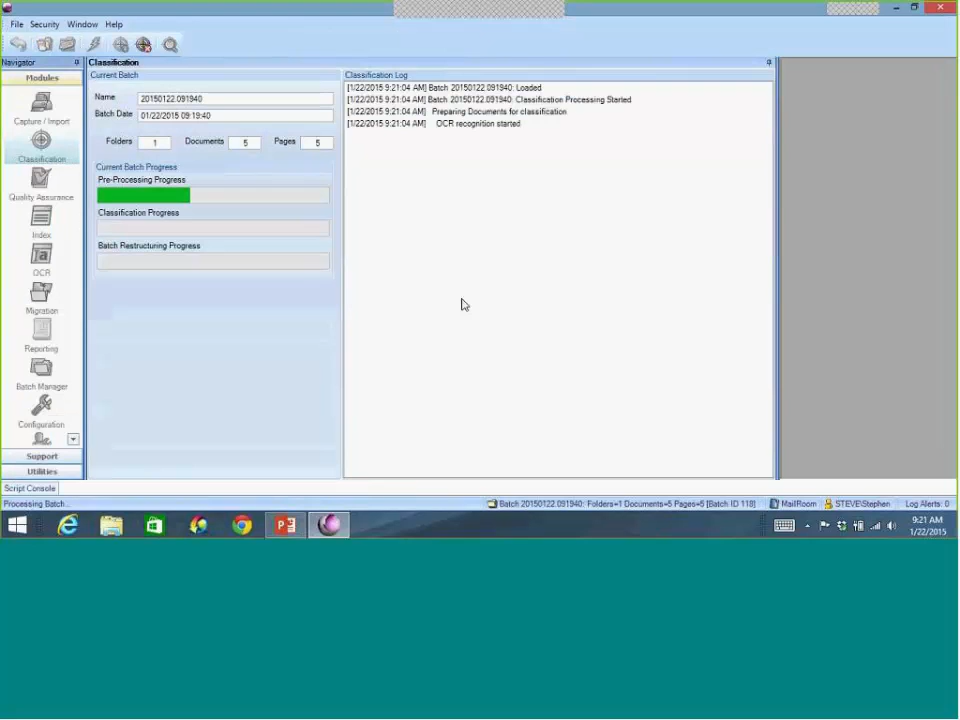 File Security Window Help
Navigator
Modules
Capture / Import
Classification
Quality Assurance
Index
OCR
Migration
Reporting
Batch Manager
Configuration
Support
Utilities
Classification
Current Batch
Name 20150122.091940
Batch Date 01/22/2015 09:19:40
Folders 1 Documents 5 Pages 5
Current Batch Progress
Pre-Processing Progress
Classification Progress
Batch Restructuring Progress
Classification Log
[1/22/2015 9:21:04 AM] Batch 20150122.091940: Loaded
[1/22/2015 9:21:04 AM] Batch 20150122.091940: Classification Processing Started
[1/22/2015 9:21:04 AM] Preparing Documents for classification
[1/22/2015 9:21:04 AM] OCR recognition started
Script Console
Processing Batch...
Batch 20150122.091940: Folders=1 Documents=5 Pages=5 [Batch ID 118] MailRoom STEVE\Stephen Log Alerts: 0
9:21 AM
1/22/2015